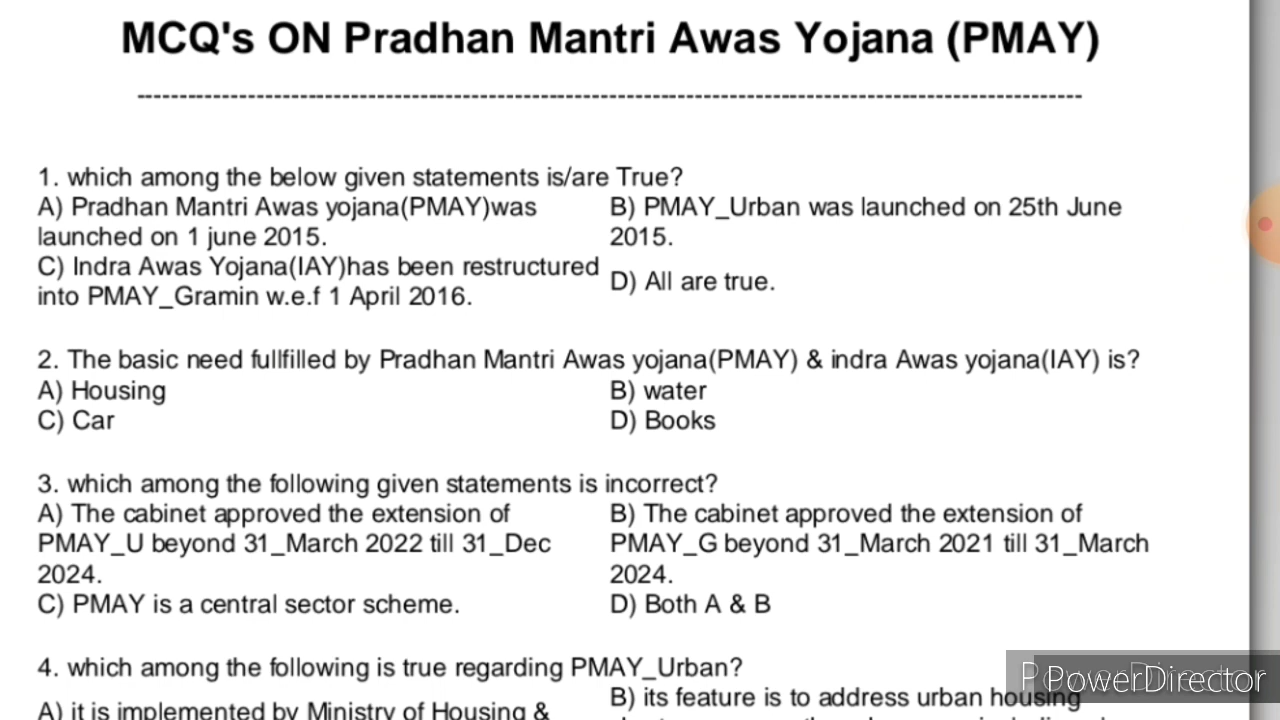 MCQ's ON Pradhan Mantri Awas Yojana (PMAY)
--------------------------------------------------------------------------------------------------------------
1. which among the below given statements is/are True?
A) Pradhan Mantri Awas yojana(PMAY)was
launched on 1 june 2015.
B) PMAY_Urban was launched on 25th June
2015.
C) Indra Awas Yojana(IAY)has been restructured
into PMAY_Gramin w.e.f 1 April 2016.
D) All are true.
2. The basic need fullfilled by Pradhan Mantri Awas yojana(PMAY) & indra Awas yojana(IAY) is?
A) Housing
B) water
C) Car
D) Books
3. which among the following given statements is incorrect?
A) The cabinet approved the extension of
PMAY_U beyond 31_March 2022 till 31_Dec
2024.
B) The cabinet approved the extension of
PMAY_G beyond 31_March 2021 till 31_March
2024.
C) PMAY is a central sector scheme.
D) Both A & B
4. which among the following is true regarding PMAY_Urban?
A) it is implemented by Ministry of Housing &
B) its feature is to address urban housing
PowerDirector